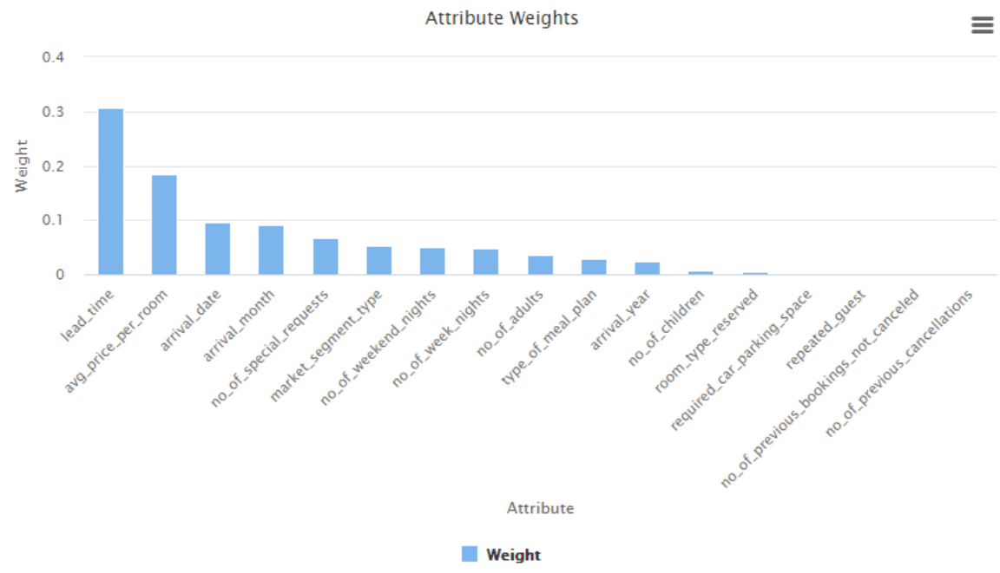 Attribute Weights
0.4
0.3
0.2
0.1
0
Weight
lead_time
avg_price_per_room
arrival_date
arrival_month
no_of_special_requests
market_segment_type
no_of_weekend_nights
no_of_week_nights
no_of_adults
type_of_meal_plan
arrival_year
no_of_children
room_type_reserved
required_car_parking_space
repeated_guest
no_of_previous_bookings_not_canceled
no_of_previous_cancellations
Attribute
Weight